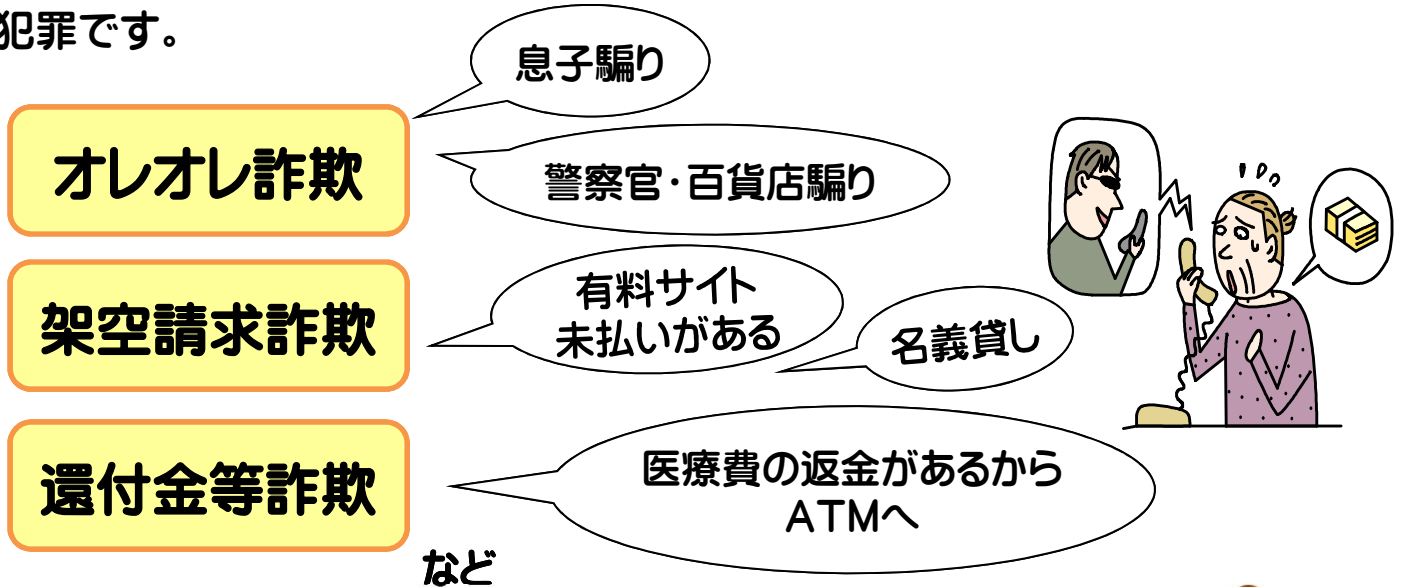 犯罪です。
息子騙り
オレオレ詐欺
警察官・百貨店騙り
架空請求詐欺
有料サイト
未払いがある
名義貸し
還付金等詐欺
医療費の返金があるから
ATMへ
など